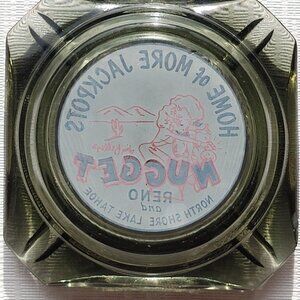 HOME of MORE JACKPOTS
NUGGET
RENO
and
NORTH SHORE LAKE TAHOE